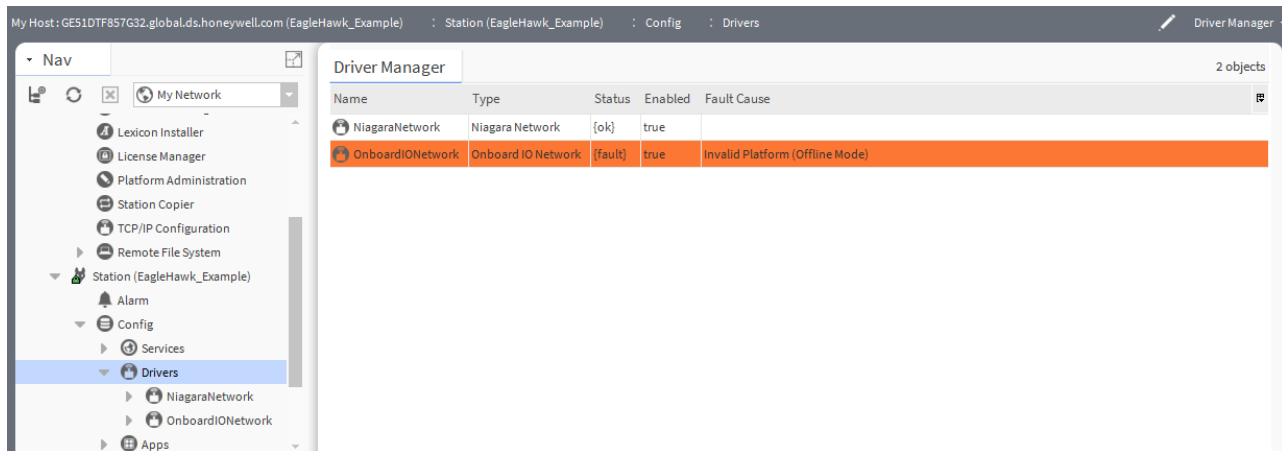 My Host : GE51DTF857G32.global.ds.honeywell.com (EagleHawk_Example) : Station (EagleHawk_Example) : Config : Drivers Driver Manager
Nav
My Network
Lexicon Installer
License Manager
Platform Administration
Station Copier
TCP/IP Configuration
Remote File System
Station (EagleHawk_Example)
Alarm
Config
Services
Drivers
NiagaraNetwork
OnboardIONetwork
Apps
Driver Manager 2 objects
Name Type Status Enabled Fault Cause
NiagaraNetwork Niagara Network {ok} true
OnboardIONetwork Onboard IO Network {fault} true Invalid Platform (Offline Mode)